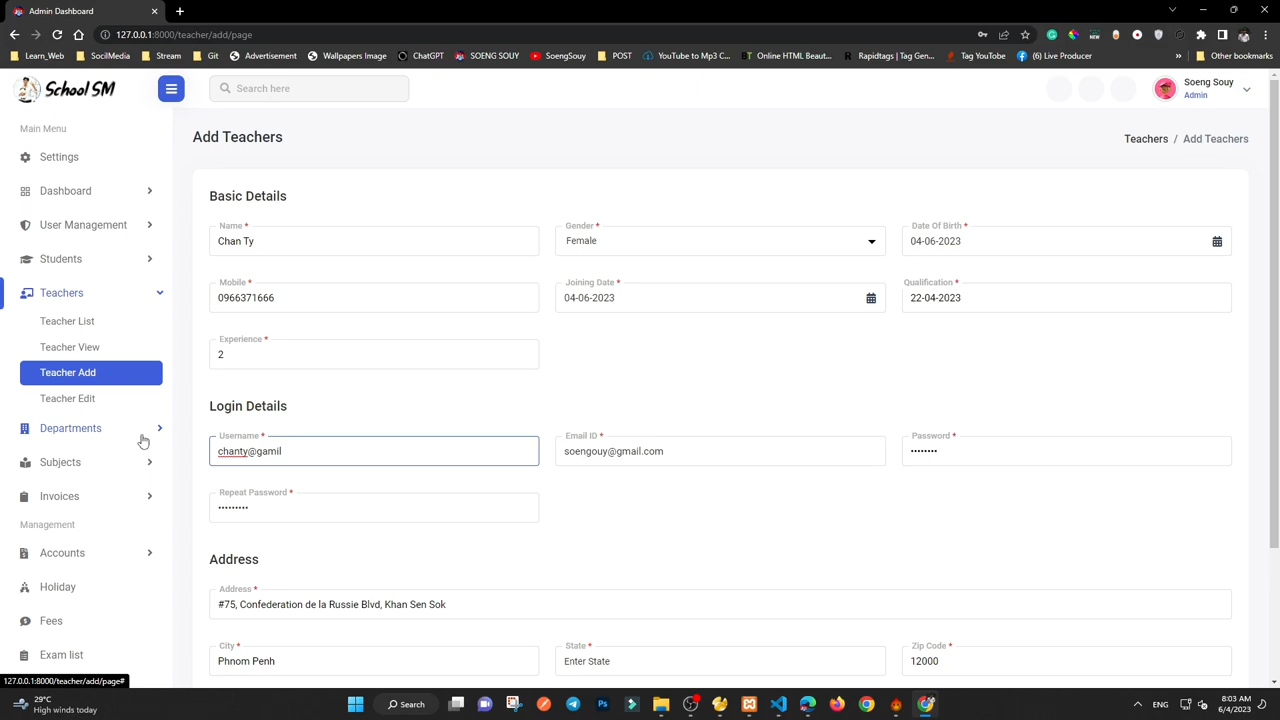 Admin Dashboard
127.0.0.1:8000/teacher/add/page
Learn_Web
SocilMedia
Stream
Git
Advertisement
Wallpapers Image
ChatGPT
SOENG SOUY
SoengSouy
POST
YouTube to Mp3 C...
Online HTML Beaut...
Rapidtags | Tag Gen...
Tag YouTube
(0) Live Producer
»
Other bookmarks
School SM
Search here
Soeng Souy
Admin
Main Menu
Settings
Dashboard
User Management
Students
Teachers
Teacher List
Teacher View
Teacher Add
Teacher Edit
Departments
Subjects
Invoices
Management
Accounts
Holiday
Fees
Exam list
Add Teachers
Teachers / Add Teachers
Basic Details
Name *
Chan Ty
Gender *
Female
Date Of Birth *
04-06-2023
Mobile *
0966371666
Joining Date *
04-06-2023
Qualification *
22-04-2023
Experience *
2
Login Details
Username *
chanty@gamil
Email ID *
soengouy@gmail.com
Password *
••••••••
Repeat Password *
•••••••••
Address
Address *
#75, Confederation de la Russie Blvd, Khan Sen Sok
City *
Phnom Penh
State *
Enter State
Zip Code *
12000
127.0.0.1:8000/teacher/add/page#
29°C
High winds today
Search
ENG
8:03 AM
6/4/2023